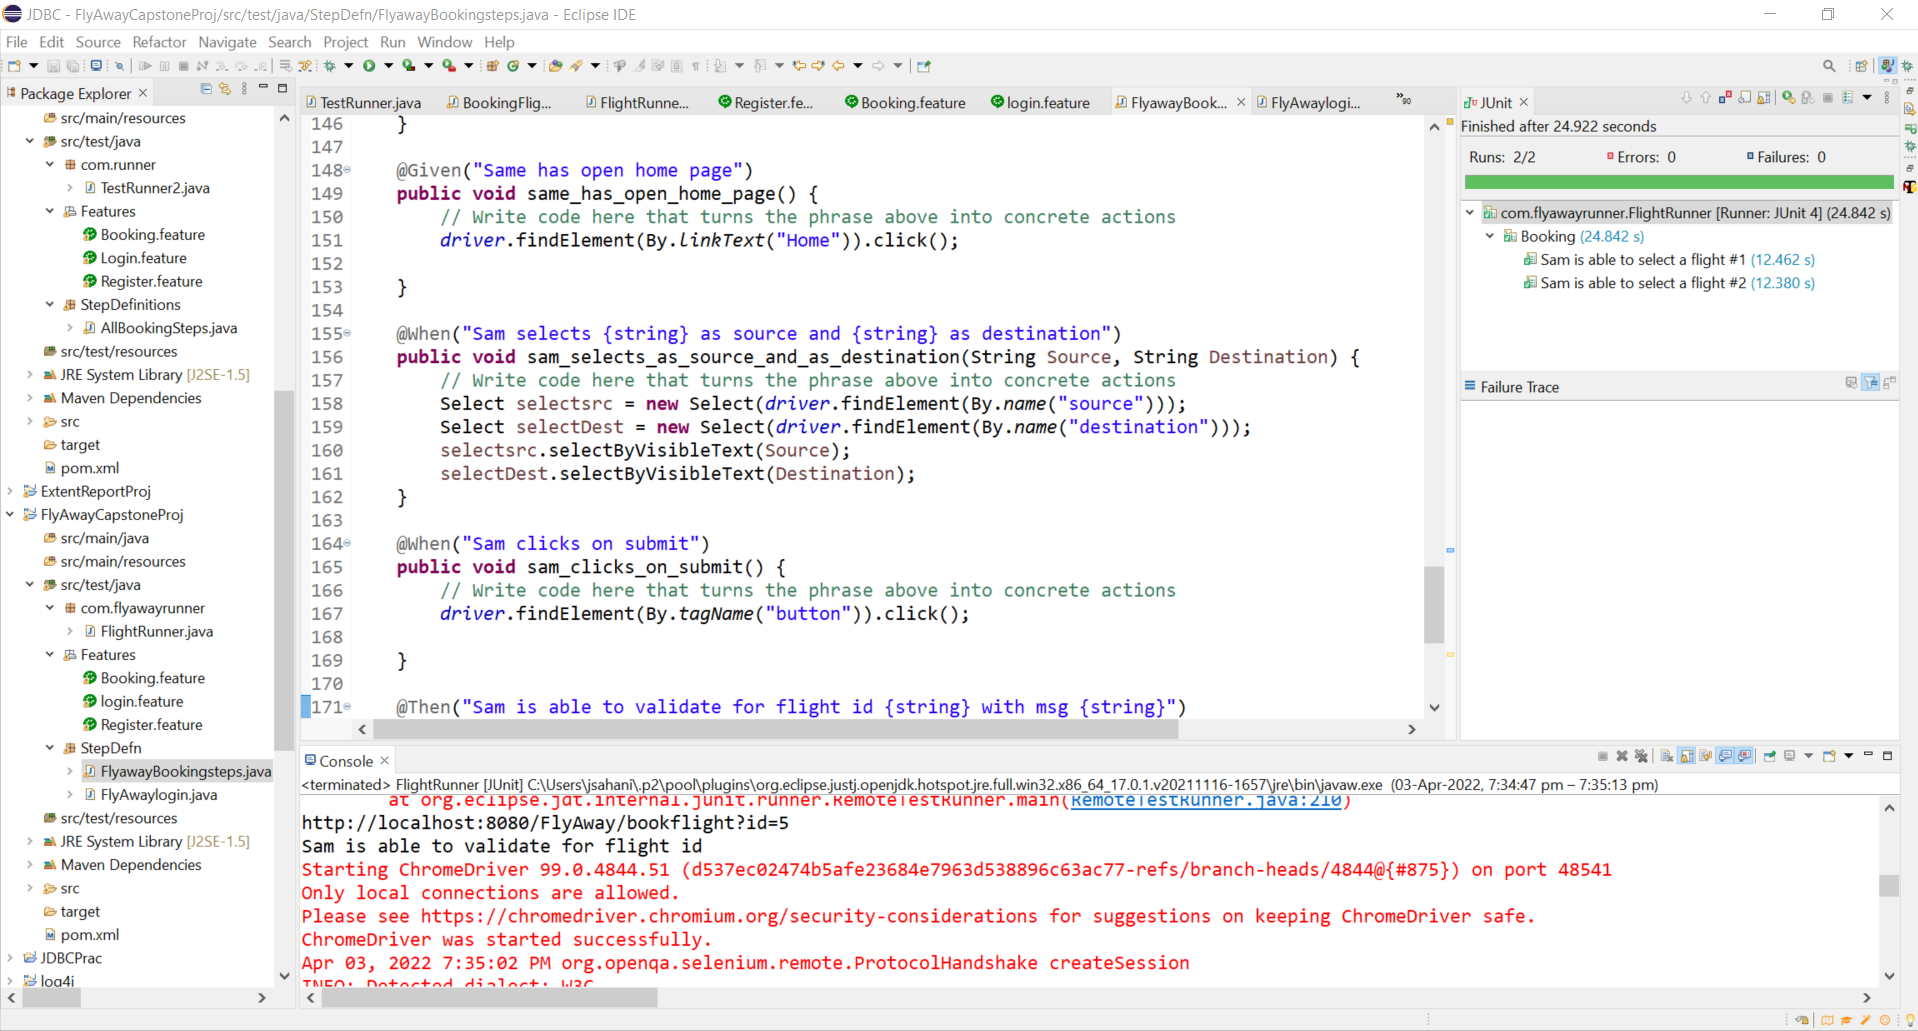 JDBC - FlyAwayCapstoneProj/src/test/java/StepDefn/FlyawayBookingsteps.java - Eclipse IDE
File Edit Source Refactor Navigate Search Project Run Window Help
Package Explorer
src/main/resources
src/test/java
com.runner
TestRunner2.java
Features
Booking.feature
Login.feature
Register.feature
StepDefinitions
AllBookingSteps.java
src/test/resources
JRE System Library [J2SE-1.5]
Maven Dependencies
src
target
pom.xml
ExtentReportProj
FlyAwayCapstoneProj
src/main/java
src/main/resources
src/test/java
com.flyawayrunner
FlightRunner.java
Features
Booking.feature
login.feature
Register.feature
StepDefn
FlyawayBookingsteps.java
FlyAwaylogin.java
src/test/resources
JRE System Library [J2SE-1.5]
Maven Dependencies
src
target
pom.xml
JDBCPrac
log4j
TestRunner.java BookingFlig... FlightRunne... Register.fe... Booking.feature login.feature FlyawayBook... FlyAwaylogi... »90
146 }
147
148 @Given("Same has open home page")
149 public void same_has_open_home_page() {
150 // Write code here that turns the phrase above into concrete actions
151 driver.findElement(By.linkText("Home")).click();
152
153 }
154
155 @When("Sam selects {string} as source and {string} as destination")
156 public void sam_selects_as_source_and_as_destination(String Source, String Destination) {
157 // Write code here that turns the phrase above into concrete actions
158 Select selectsrc = new Select(driver.findElement(By.name("source")));
159 Select selectDest = new Select(driver.findElement(By.name("destination")));
160 selectsrc.selectByVisibleText(Source);
161 selectDest.selectByVisibleText(Destination);
162 }
163
164 @When("Sam clicks on submit")
165 public void sam_clicks_on_submit() {
166 // Write code here that turns the phrase above into concrete actions
167 driver.findElement(By.tagName("button")).click();
168
169 }
170
171 @Then("Sam is able to validate for flight id {string} with msg {string}")
JUnit
Finished after 24.922 seconds
Runs: 2/2 Errors: 0 Failures: 0
com.flyawayrunner.FlightRunner [Runner: JUnit 4] (24.842 s)
Booking (24.842 s)
Sam is able to select a flight #1 (12.462 s)
Sam is able to select a flight #2 (12.380 s)
Failure Trace
Console
<terminated> FlightRunner [JUnit] C:\Users\jsahani\.p2\pool\plugins\org.eclipse.justj.openjdk.hotspot.jre.full.win32.x86_64_17.0.1.v20211116-1657\jre\bin\javaw.exe (03-Apr-2022, 7:34:47 pm – 7:35:13 pm)
at org.eclipse.jdt.internal.junit.runner.RemoteTestRunner.main(RemoteTestRunner.java:210)
http://localhost:8080/FlyAway/bookflight?id=5
Sam is able to validate for flight id
Starting ChromeDriver 99.0.4844.51 (d537ec02474b5afe23684e7963d538896c63ac77-refs/branch-heads/4844@{#875}) on port 48541
Only local connections are allowed.
Please see https://chromedriver.chromium.org/security-considerations for suggestions on keeping ChromeDriver safe.
ChromeDriver was started successfully.
Apr 03, 2022 7:35:02 PM org.openqa.selenium.remote.ProtocolHandshake createSession
INFO: Detected dialect: W3C